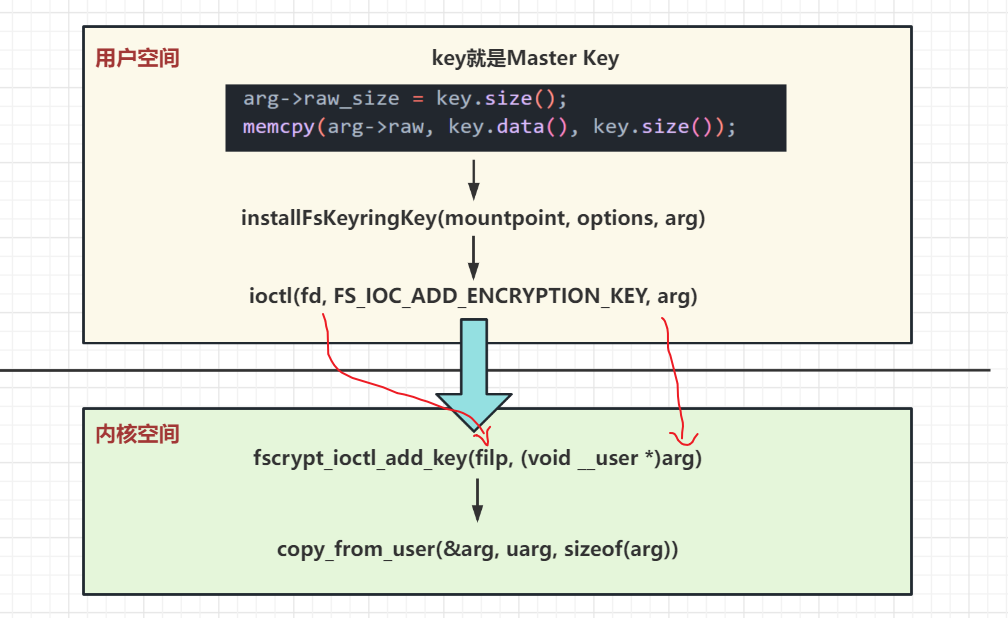 用户空间
key就是Master Key
arg->raw_size = key.size();
memcpy(arg->raw, key.data(), key.size());
installFsKeyringKey(mountpoint, options, arg)
ioctl(fd, FS_IOC_ADD_ENCRYPTION_KEY, arg)
内核空间
fscrypt_ioctl_add_key(filp, (void __user *)arg)
copy_from_user(&arg, uarg, sizeof(arg))